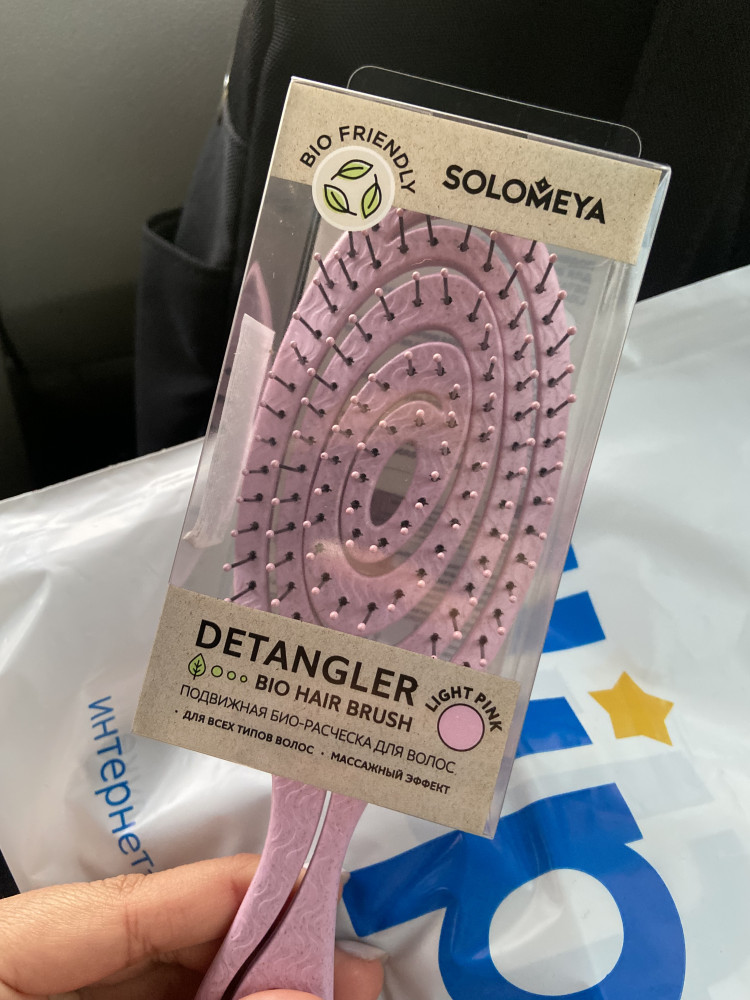 BIO FRIENDLY
SOLOMEYA
DETANGLER
BIO HAIR BRUSH
LIGHT PINK
ПОДВИЖНАЯ БИО-РАСЧЕСКА ДЛЯ ВОЛОС
· ДЛЯ ВСЕХ ТИПОВ ВОЛОС · МАССАЖНЫЙ ЭФФЕКТ
интернет